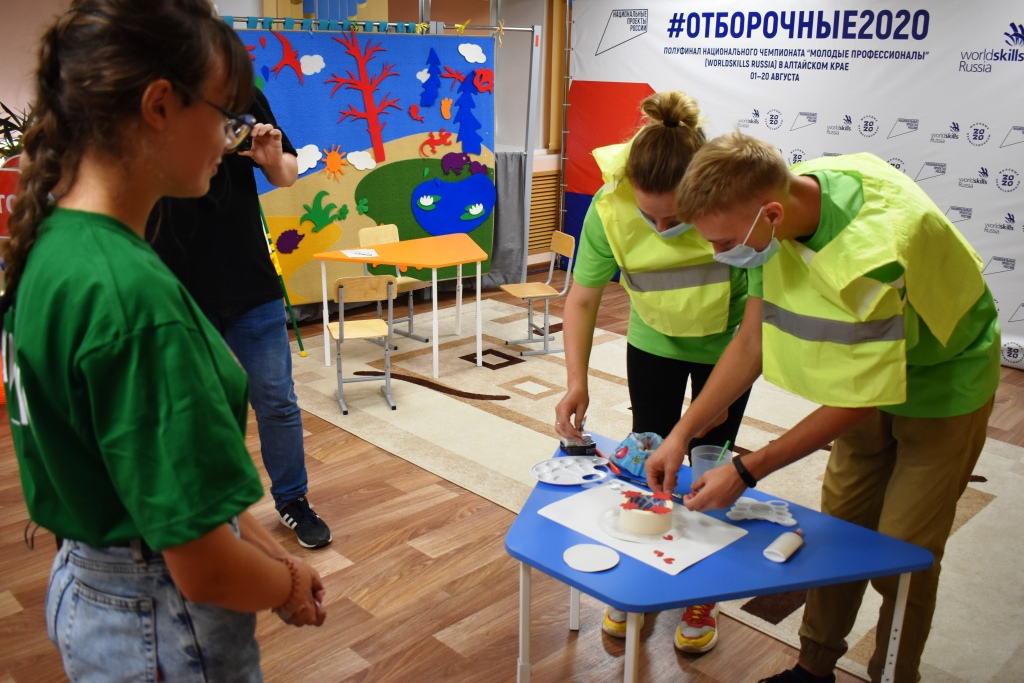 НАЦИОНАЛЬНЫЕ
ПРОЕКТЫ
РОССИИ
#ОТБОРОЧНЫЕ2020
ПОЛУФИНАЛ НАЦИОНАЛЬНОГО ЧЕМПИОНАТА "МОЛОДЫЕ ПРОФЕССИОНАЛЫ"
(WORLDSKILLS RUSSIA) В АЛТАЙСКОМ КРАЕ
01–20 АВГУСТА
worldskills
Russia